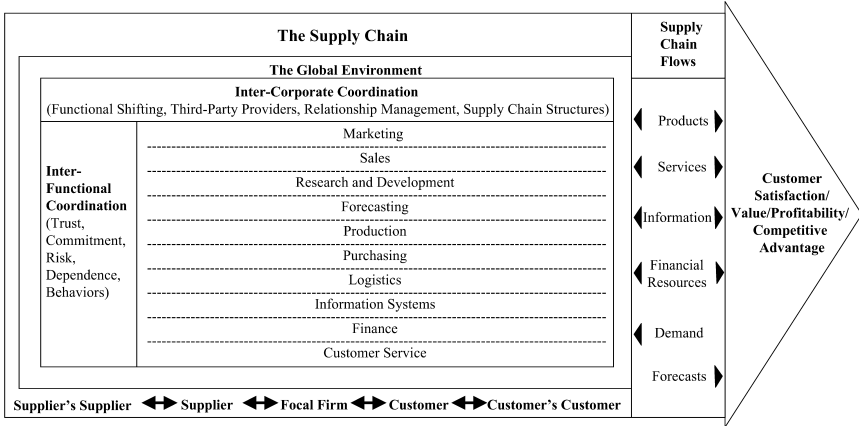 The Supply Chain
The Global Environment
Inter-Corporate Coordination
(Functional Shifting, Third-Party Providers, Relationship Management, Supply Chain Structures)
Inter-
Functional
Coordination
(Trust,
Commitment,
Risk,
Dependence,
Behaviors)
Marketing
Sales
Research and Development
Forecasting
Production
Purchasing
Logistics
Information Systems
Finance
Customer Service
Supplier’s Supplier Supplier Focal Firm Customer Customer’s Customer
Supply
Chain
Flows
Products
Services
Information
Financial
Resources
Demand
Forecasts
Customer
Satisfaction/
Value/Profitability/
Competitive
Advantage